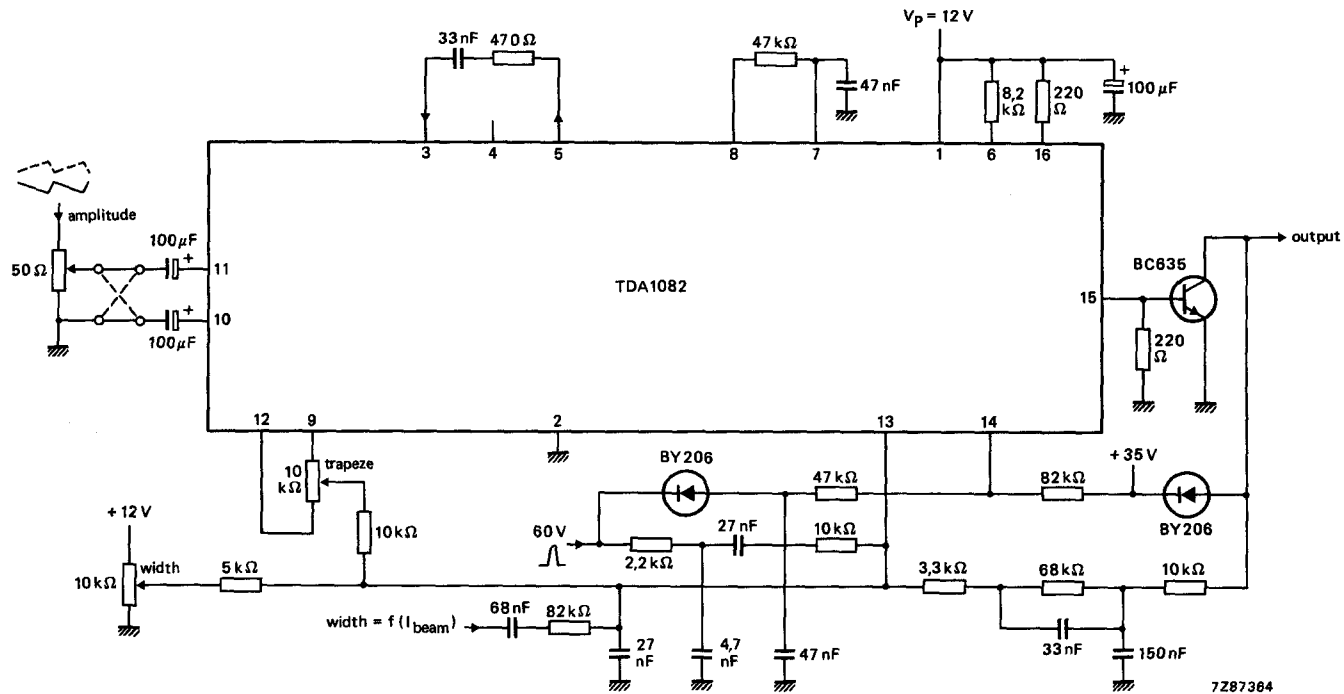 V_P = 12 V
33 nF
470 Ω
47 kΩ
47 nF
8,2 kΩ
220 Ω
+
100 µF
3
4
5
8
7
1
6
16
amplitude
50 Ω
100 µF
+
11
+
10
100 µF
TDA1082
15
BC635
output
220 Ω
12
9
2
13
14
10 kΩ
trapeze
10 kΩ
BY206
47 kΩ
82 kΩ
+ 35 V
BY206
+ 12 V
60 V
2,2 kΩ
27 nF
10 kΩ
10 kΩ
width
5 kΩ
3,3 kΩ
68 kΩ
10 kΩ
width = f (I_beam)
68 nF
82 kΩ
27 nF
4,7 nF
47 nF
33 nF
150 nF
7Z87364